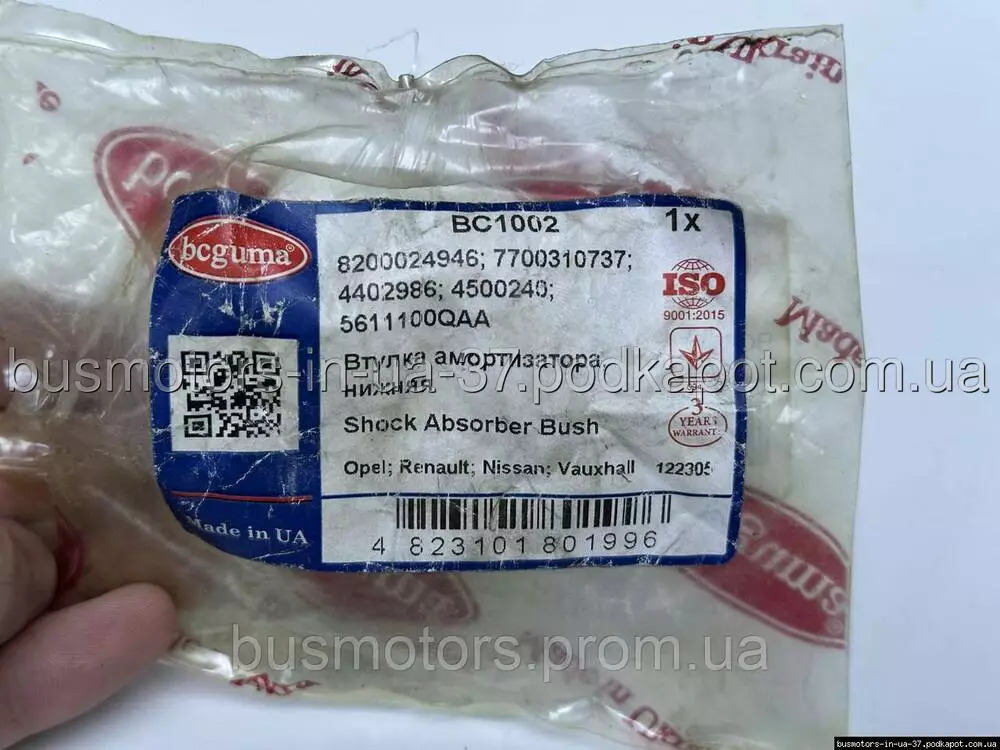 BC1002
1x
bcguma®
8200024946; 7700310737;
4402986; 4500240;
5611100QAA
ISO
9001:2015
Втулка амортизатора
нижняя
Shock Absorber Bush
3
YEARS
WARRANTY
Opel; Renault; Nissan; Vauxhall 122305
Made in UA
4 823101 801996
busmotors-in-ua-37.podkapot.com.ua
busmotors.prom.ua
busmotors-in-ua-37.podkapot.com.ua